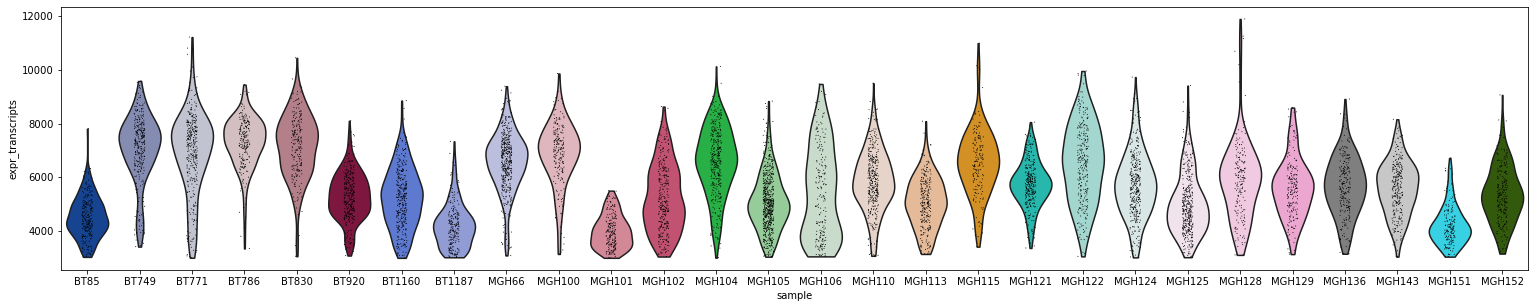 12000
10000
8000
6000
4000
expr_transcripts
BT85 BT749 BT771 BT786 BT830 BT920 BT1160 BT1187 MGH66 MGH100 MGH101 MGH102 MGH104 MGH105 MGH106 MGH110 MGH113 MGH115 MGH121 MGH122 MGH124 MGH125 MGH128 MGH129 MGH136 MGH143 MGH151 MGH152
sample